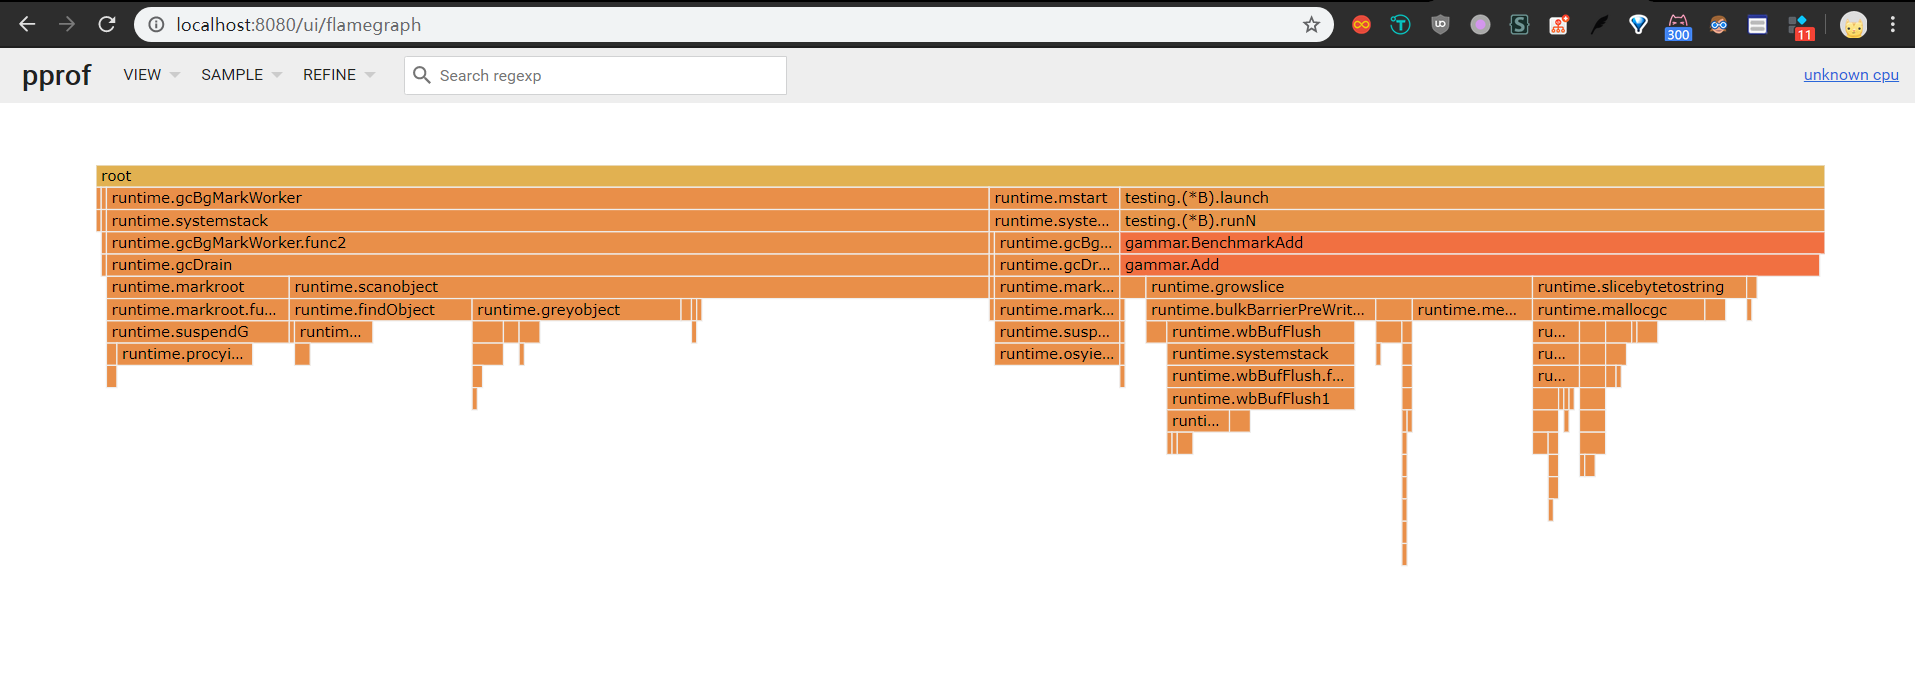 localhost:8080/ui/flamegraph
300
11
pprof VIEW SAMPLE REFINE Search regexp unknown cpu
root
runtime.gcBgMarkWorker runtime.mstart testing.(*B).launch
runtime.systemstack runtime.syste... testing.(*B).runN
runtime.gcBgMarkWorker.func2 runtime.gcBg... gammar.BenchmarkAdd
runtime.gcDrain runtime.gcDr... gammar.Add
runtime.markroot runtime.scanobject runtime.mark... runtime.growslice runtime.slicebytetostring
runtime.markroot.fu... runtime.findObject runtime.greyobject runtime.mark... runtime.bulkBarrierPreWrit... runtime.me... runtime.mallocgc
runtime.suspendG runtim... runtime.susp... runtime.wbBufFlush ru...
runtime.procyi... runtime.osyie... runtime.systemstack ru...
runtime.wbBufFlush.f... ru...
runtime.wbBufFlush1
runti...